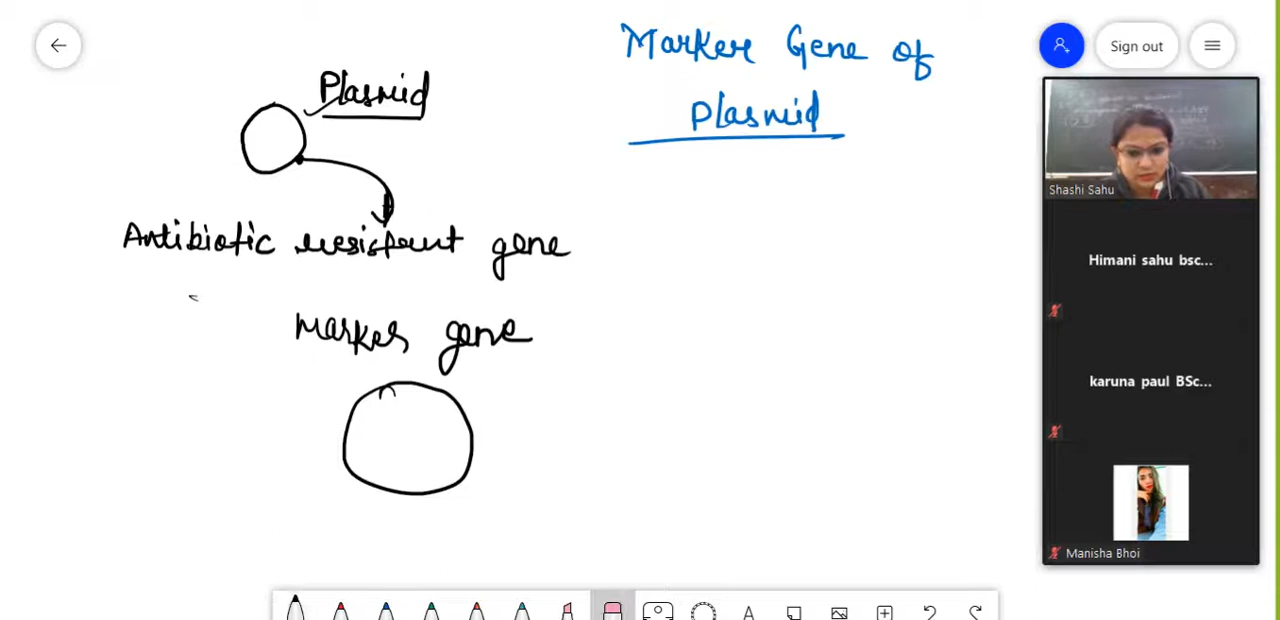 Marker Gene of
Plasmid
Plasmid
Antibiotic resistant gene
Marker gene
Sign out
Shashi Sahu
Himani sahu bsc...
karuna paul BSc...
Manisha Bhoi
A